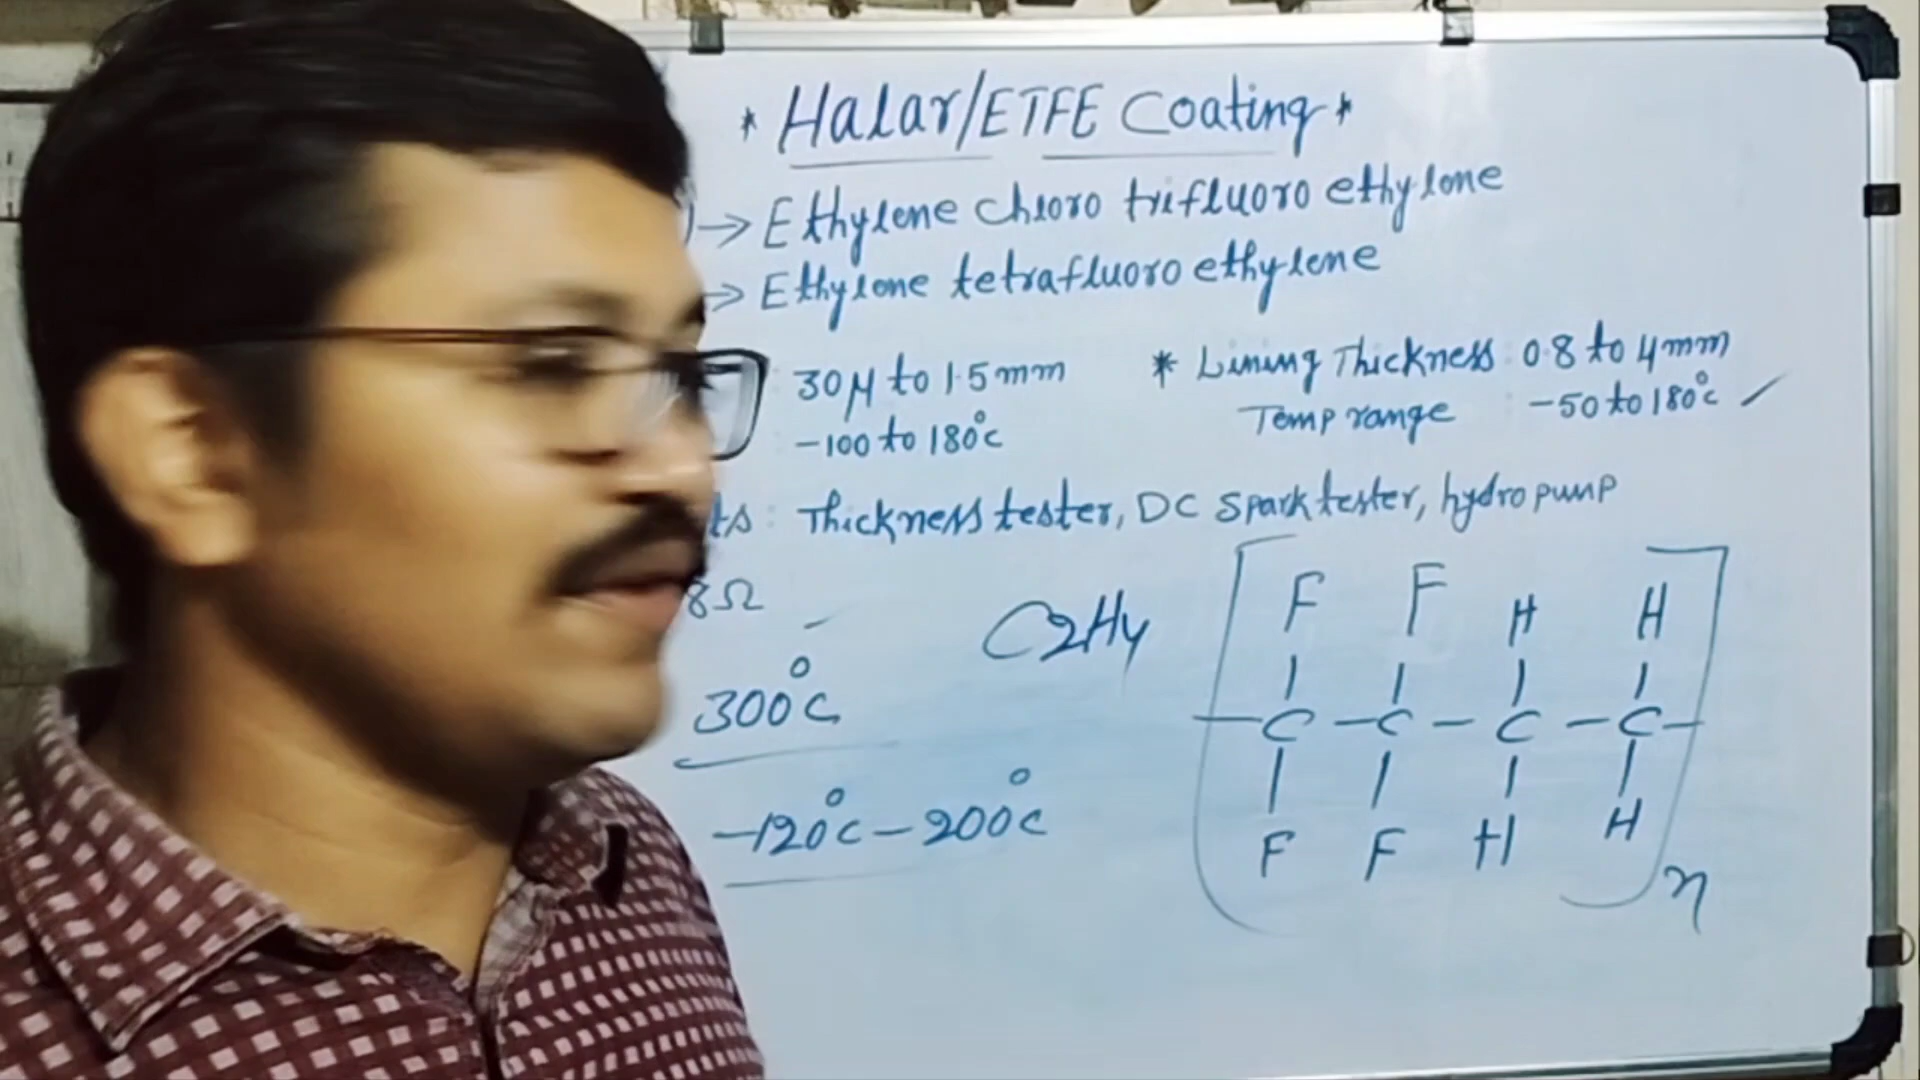 * Halar/ETFE Coating *
) → Ethylene chloro trifluoro ethylene
→ Ethylene tetrafluoro ethylene
: 30μ to 1.5mm
-100 to 180°c
* Lining Thickness : 0.8 to 4mm
Temp range : -50 to 180°c ✓
ts : Thickness tester, DC Spark tester, hydro pump
8Ω
C2H4
300°c
-120°c - 200°c
F F H H
-C-C-C-C-
F F H H
n